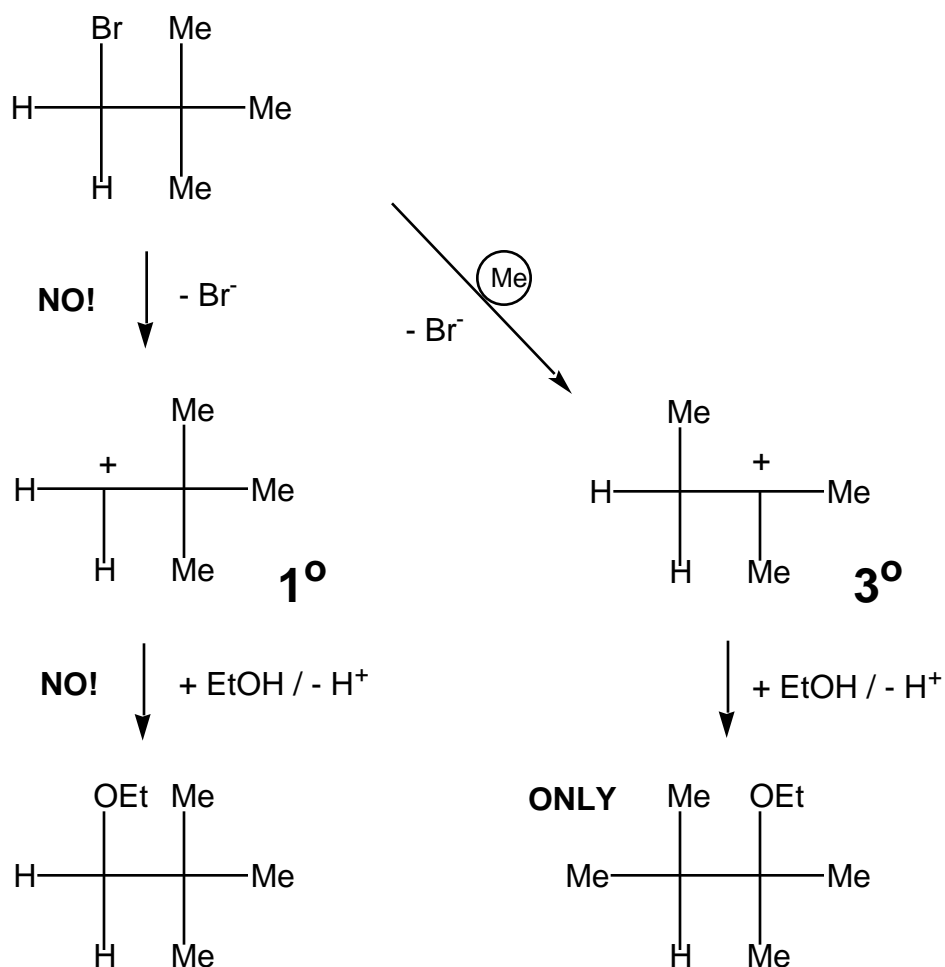 Br Me
H Me
H Me
NO! - Br⁻
Me
- Br⁻
Me
+
H Me
H Me
1º
Me
+
H Me
H Me
3º
NO! + EtOH / - H⁺
+ EtOH / - H⁺
OEt Me
H Me
H Me
ONLY Me OEt
Me Me
H Me